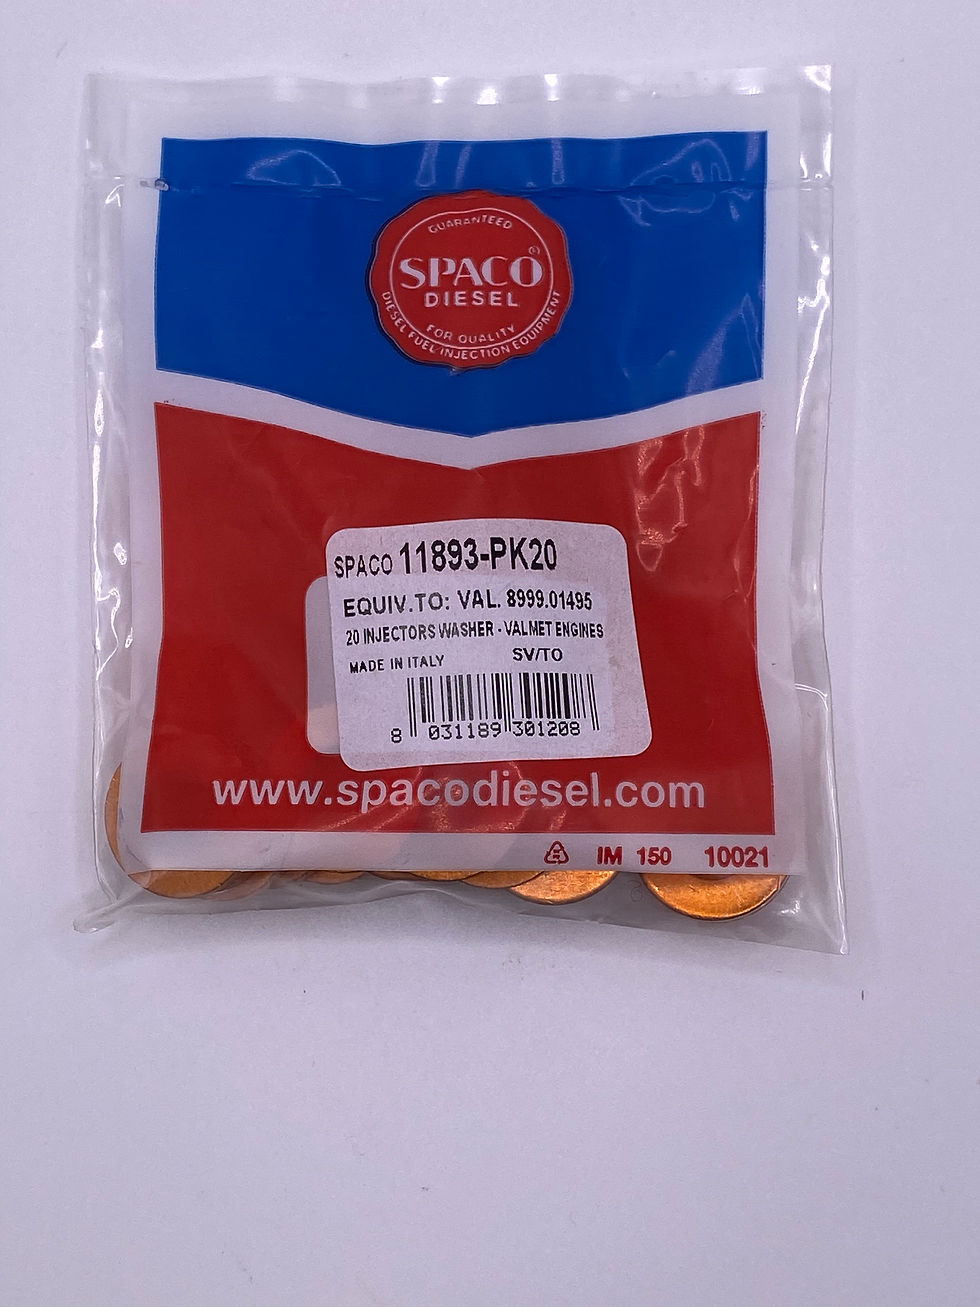 GUARANTEED
SPACO®
DIESEL
FOR QUALITY
DIESEL FUEL INJECTION EQUIPMENT
SPACO 11893-PK20
EQUIV.TO: VAL. 8999.01495
20 INJECTORS WASHER - VALMET ENGINES
MADE IN ITALY SV/TO
8 031189 301208
www.spacodiesel.com
IM 150 10021